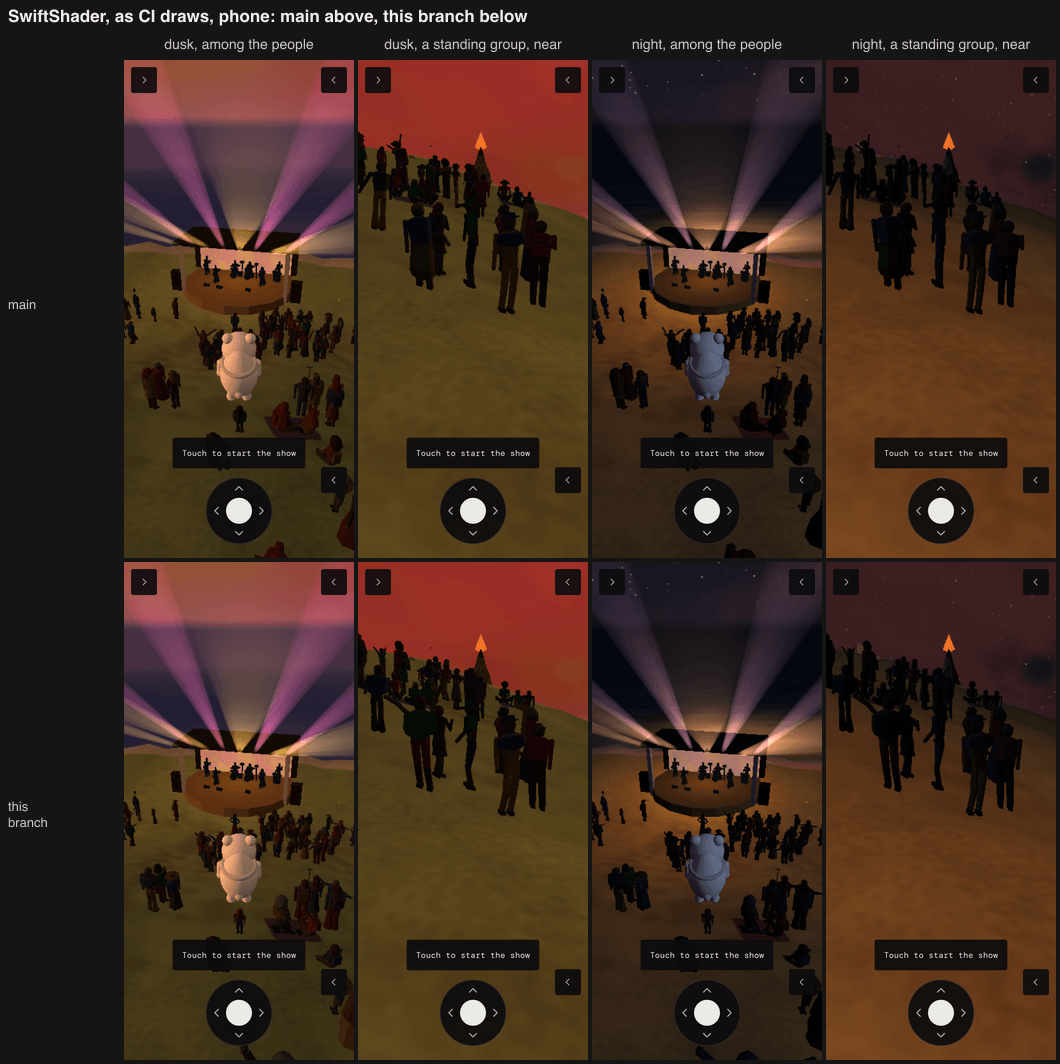 SwiftShader, as CI draws, phone: main above, this branch below
dusk, among the people
dusk, a standing group, near
night, among the people
night, a standing group, near
main
Touch to start the show
Touch to start the show
Touch to start the show
Touch to start the show
this
branch
Touch to start the show
Touch to start the show
Touch to start the show
Touch to start the show